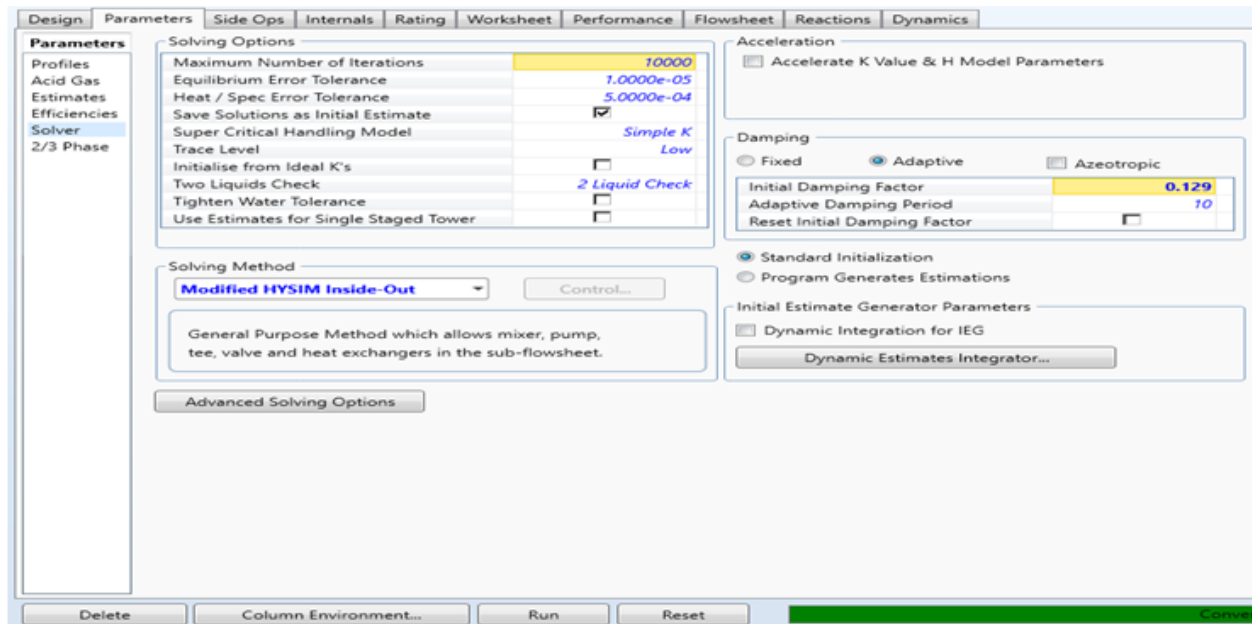 Design Parameters Side Ops Internals Rating Worksheet Performance Flowsheet Reactions Dynamics
Parameters
Profiles
Acid Gas
Estimates
Efficiencies
Solver
2/3 Phase
Solving Options
Maximum Number of Iterations 10000
Equilibrium Error Tolerance 1.0000e-05
Heat / Spec Error Tolerance 5.0000e-04
Save Solutions as Initial Estimate
Super Critical Handling Model Simple K
Trace Level Low
Initialise from Ideal K's
Two Liquids Check 2 Liquid Check
Tighten Water Tolerance
Use Estimates for Single Staged Tower
Solving Method
Modified HYSIM Inside-Out Control...
General Purpose Method which allows mixer, pump,
tee, valve and heat exchangers in the sub-flowsheet.
Advanced Solving Options
Acceleration
Accelerate K Value & H Model Parameters
Damping
Fixed Adaptive Azeotropic
Initial Damping Factor 0.129
Adaptive Damping Period 10
Reset Initial Damping Factor
Standard Initialization
Program Generates Estimations
Initial Estimate Generator Parameters
Dynamic Integration for IEG
Dynamic Estimates Integrator...
Delete Column Environment... Run Reset Conve